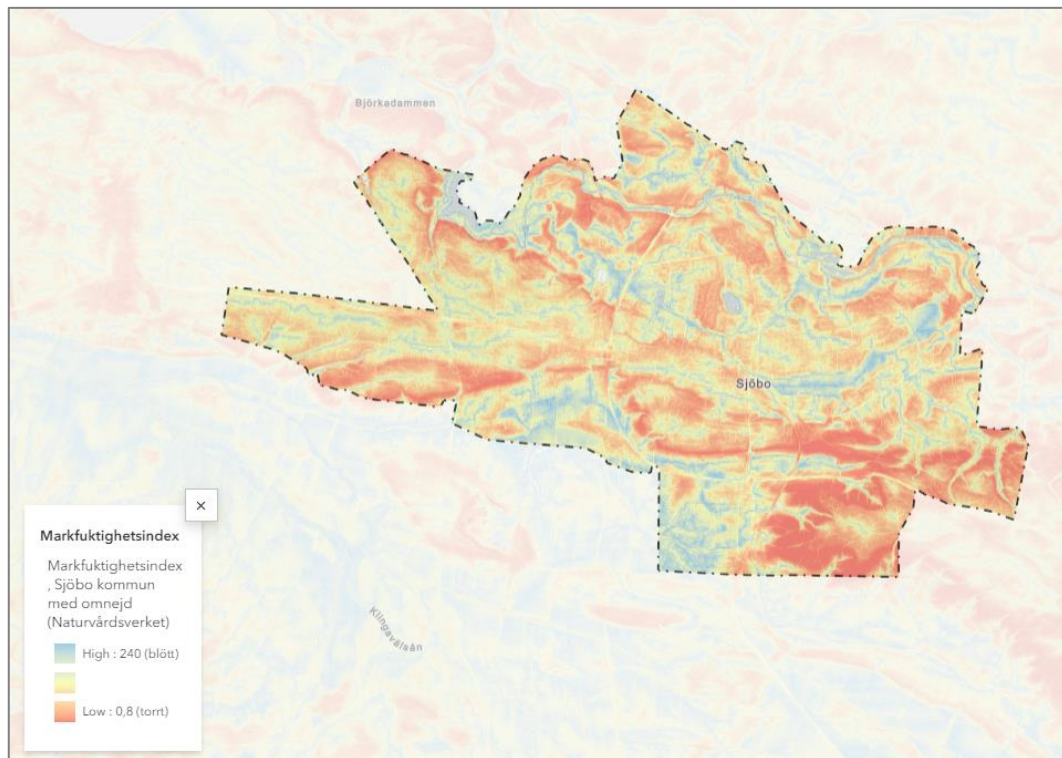 Björkadammen
Sjöbo
Klingavälsån
×
Markfuktighetsindex
Markfuktighetsindex
, Sjöbo kommun
med omnejd
(Naturvårdsverket)
High : 240 (blött)
Low : 0,8 (torrt)